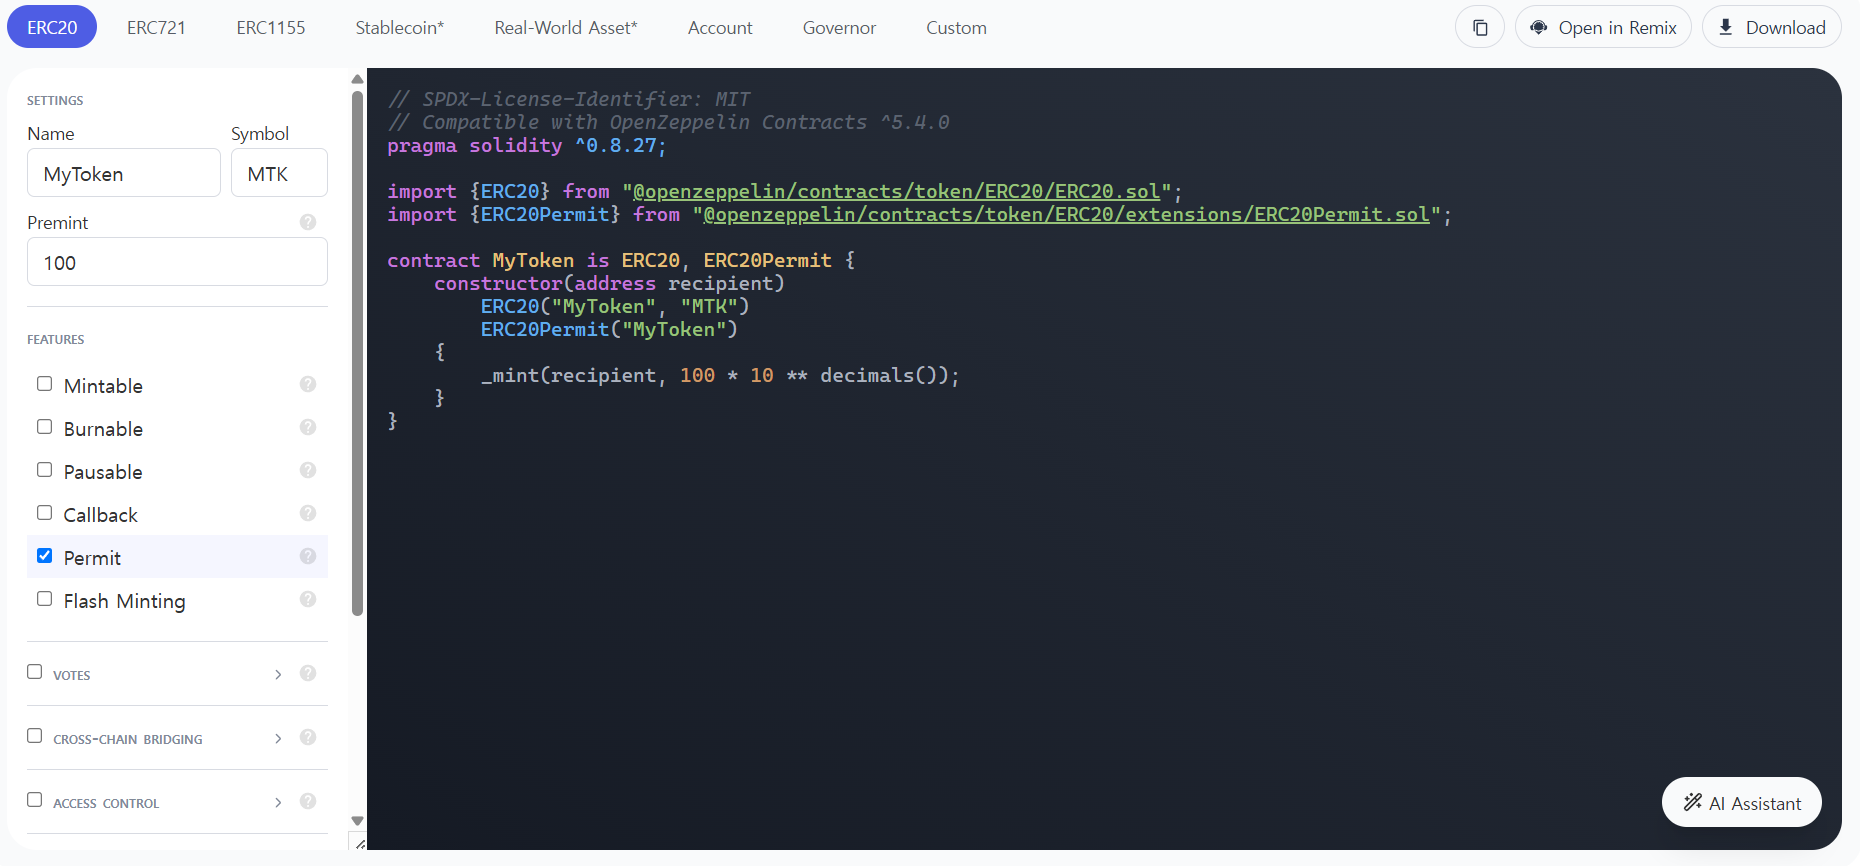 ERC20 ERC721 ERC1155 Stablecoin* Real-World Asset* Account Governor Custom Open in Remix Download
SETTINGS
Name Symbol
MyToken MTK
Premint ?
100
FEATURES
Mintable ?
Burnable ?
Pausable ?
Callback ?
Permit ?
Flash Minting ?
VOTES ?
CROSS-CHAIN BRIDGING ?
ACCESS CONTROL ?
// SPDX-License-Identifier: MIT
// Compatible with OpenZeppelin Contracts ^5.4.0
pragma solidity ^0.8.27;
import {ERC20} from "@openzeppelin/contracts/token/ERC20/ERC20.sol";
import {ERC20Permit} from "@openzeppelin/contracts/token/ERC20/extensions/ERC20Permit.sol";
contract MyToken is ERC20, ERC20Permit {
    constructor(address recipient)
        ERC20("MyToken", "MTK")
        ERC20Permit("MyToken")
    {
        _mint(recipient, 100 * 10 ** decimals());
    }
}
AI Assistant